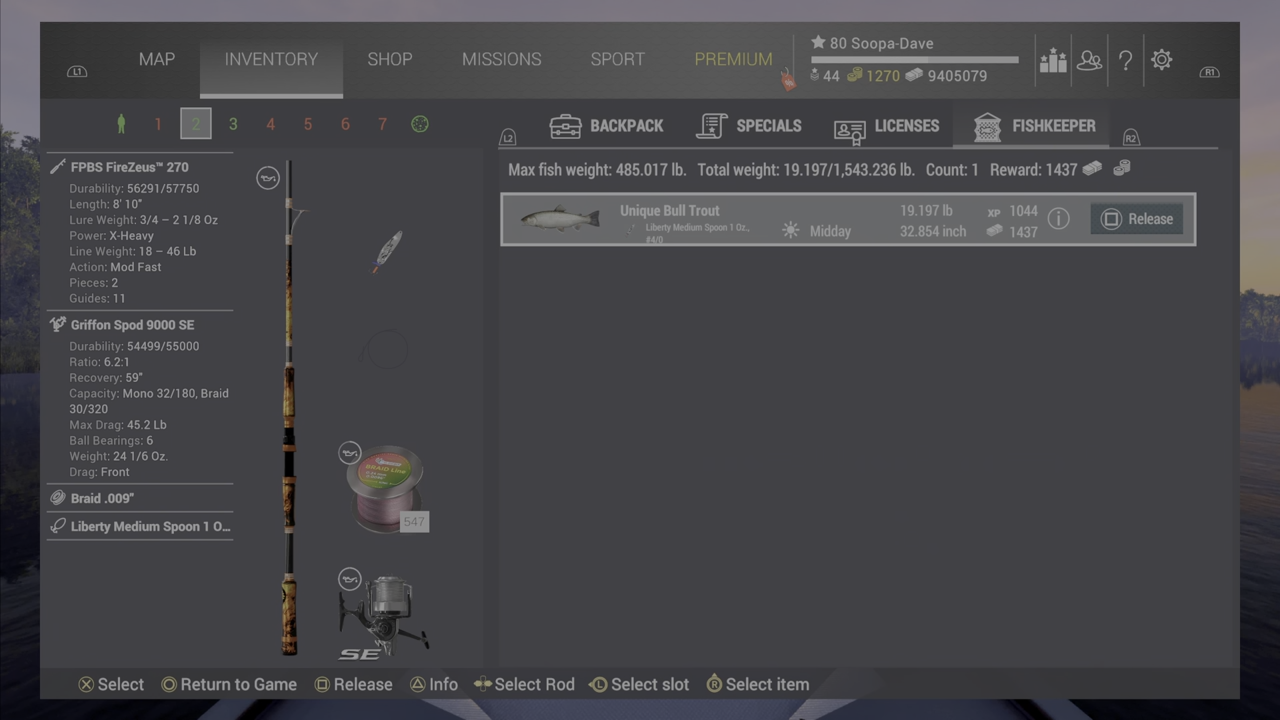 L1
MAP
INVENTORY
SHOP
MISSIONS
SPORT
PREMIUM
80 Soopa-Dave
44 1270 9405079
?
R1
1 2 3 4 5 6 7
L2
BACKPACK
SPECIALS
LICENSES
FISHKEEPER
R2
FPBS FireZeus™ 270
Durability: 56291/57750
Length: 8' 10"
Lure Weight: 3/4 – 2 1/8 Oz
Power: X-Heavy
Line Weight: 18 – 46 Lb
Action: Mod Fast
Pieces: 2
Guides: 11
Griffon Spod 9000 SE
Durability: 54499/55000
Ratio: 6.2:1
Recovery: 59"
Capacity: Mono 32/180, Braid
30/320
Max Drag: 45.2 Lb
Ball Bearings: 6
Weight: 24 1/6 Oz.
Drag: Front
Braid .009"
Liberty Medium Spoon 1 O...
BRAID Line
547
SE
Max fish weight: 485.017 lb. Total weight: 19.197/1,543.236 lb. Count: 1 Reward: 1437
Unique Bull Trout
Liberty Medium Spoon 1 Oz.,
#4/0
Midday
19.197 lb
32.854 inch
XP 1044
1437
i
Release
Select
Return to Game
Release
Info
Select Rod
L Select slot
R Select item